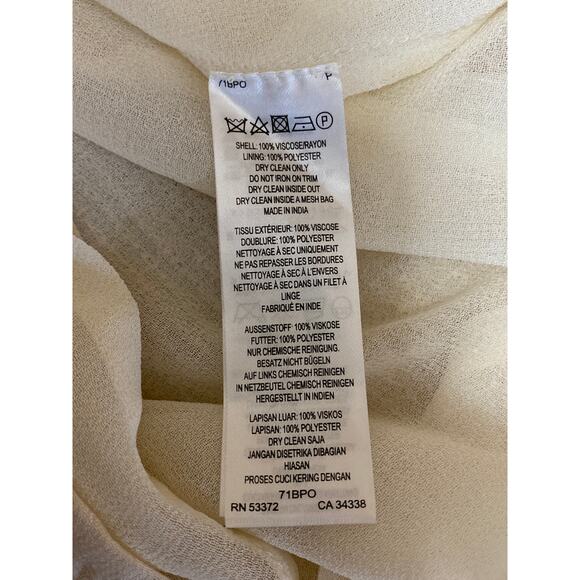 71BPO P
P
SHELL: 100% VISCOSE/RAYON
LINING: 100% POLYESTER
DRY CLEAN ONLY
DO NOT IRON ON TRIM
DRY CLEAN INSIDE OUT
DRY CLEAN INSIDE A MESH BAG
MADE IN INDIA
TISSU EXTÉRIEUR: 100% VISCOSE
DOUBLURE: 100% POLYESTER
NETTOYAGE À SEC UNIQUEMENT
NE PAS REPASSER LES BORDURES
NETTOYAGE À SEC À L'ENVERS
NETTOYAGE À SEC DANS UN FILET À
LINGE
FABRIQUÉ EN INDE
AUSSENSTOFF: 100% VISKOSE
FUTTER: 100% POLYESTER
NUR CHEMISCHE REINIGUNG.
BESATZ NICHT BÜGELN
AUF LINKS CHEMISCH REINIGEN
IN NETZBEUTEL CHEMISCH REINIGEN
HERGESTELLT IN INDIEN
LAPISAN LUAR: 100% VISKOS
LAPISAN: 100% POLYESTER
DRY CLEAN SAJA
JANGAN DISETRIKA DIBAGIAN
HIASAN
PROSES CUCI KERING DENGAN
71BPO
RN 53372 CA 34338